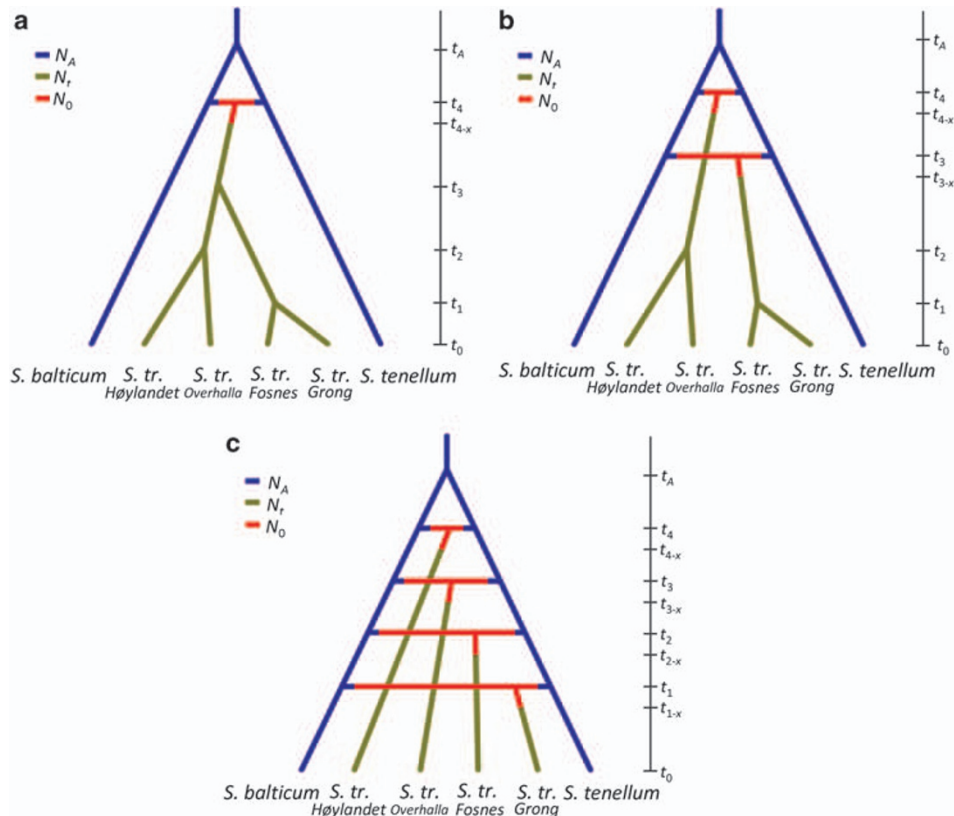 a
N_A
N_t
N_0
t_A
t_4
t_4-x
t_3
t_2
t_1
t_0
S. balticum S. tr. S. tr. S. tr. S. tr. S. tenellum
Høylandet Overhalla Fosnes Grong
b
N_A
N_t
N_0
t_A
t_4
t_4-x
t_3
t_3-x
t_2
t_1
t_0
S. balticum S. tr. S. tr. S. tr. S. tr. S. tenellum
Høylandet Overhalla Fosnes Grong
c
N_A
N_t
N_0
t_A
t_4
t_4-x
t_3
t_3-x
t_2
t_2-x
t_1
t_1-x
t_0
S. balticum S. tr. S. tr. S. tr. S. tr. S. tenellum
Høylandet Overhalla Fosnes Grong